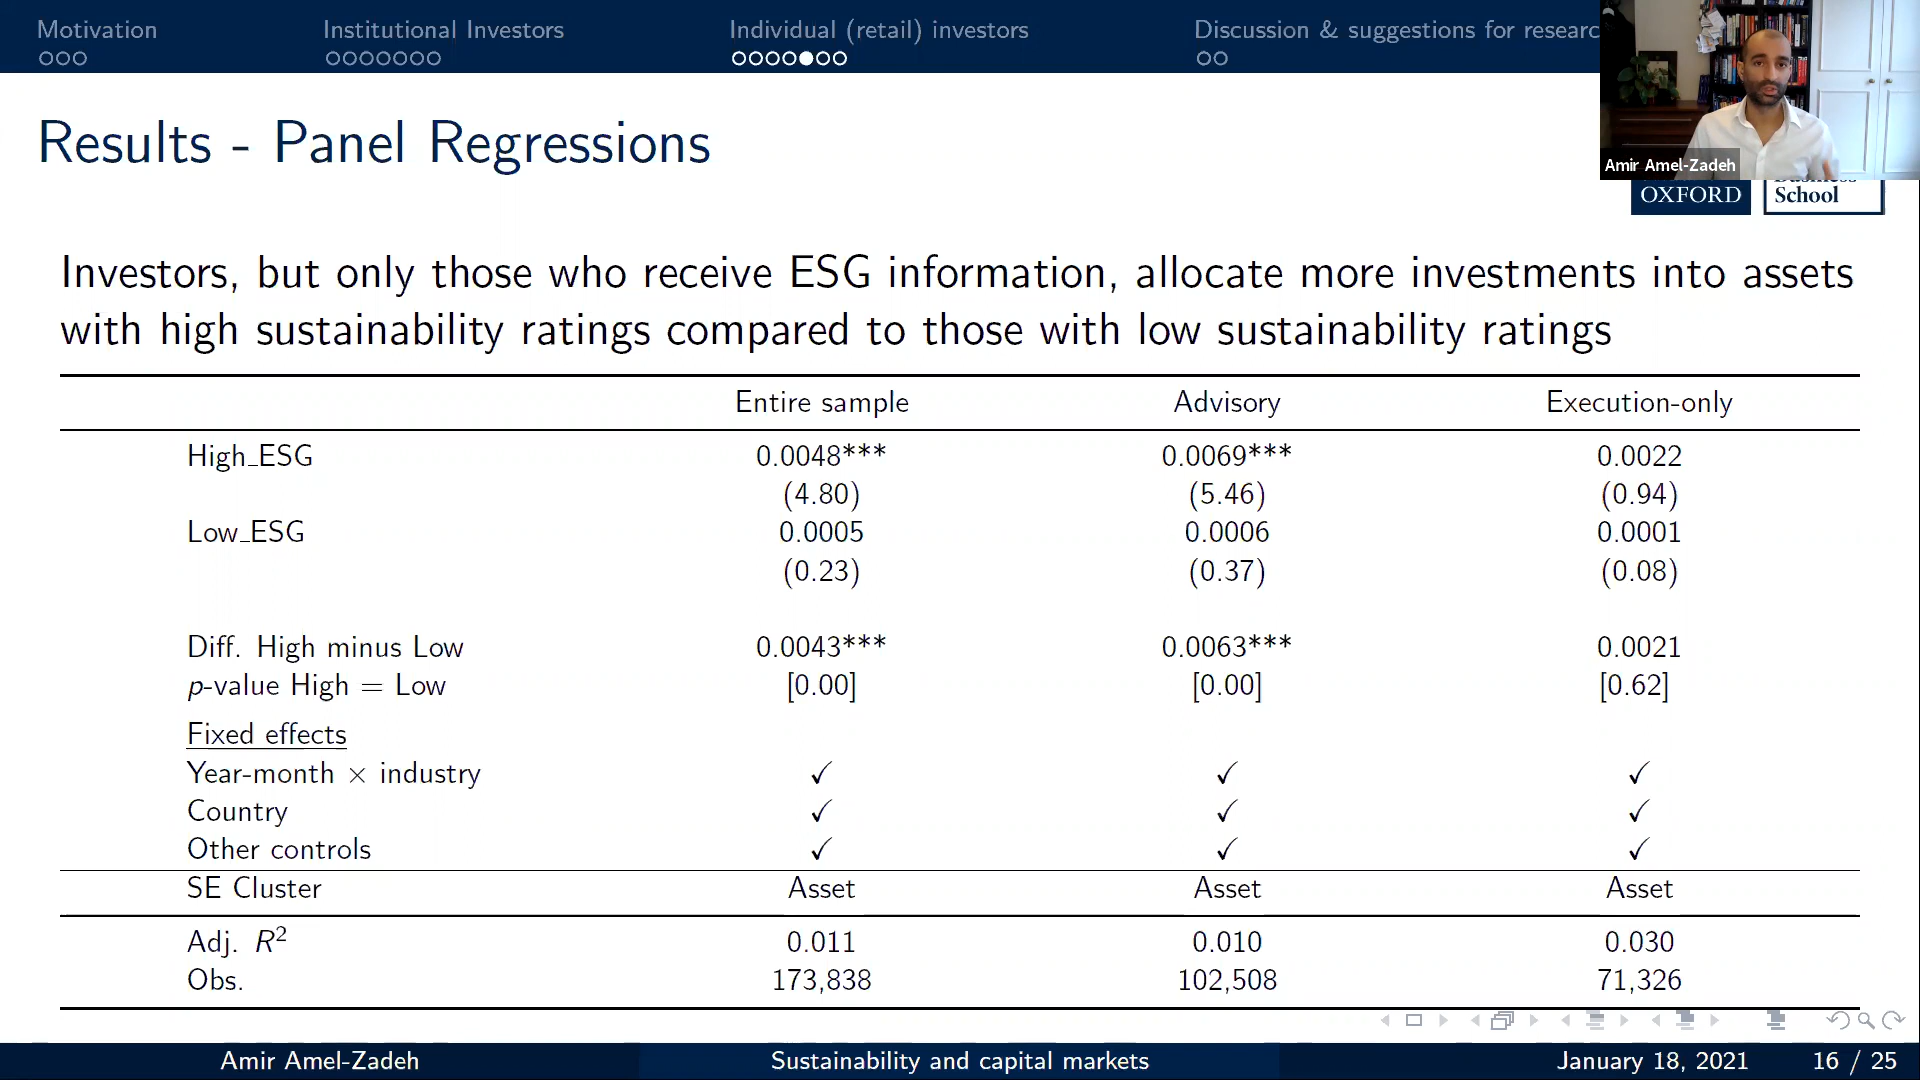 Motivation Institutional Investors Individual (retail) investors Discussion & suggestions for researc
Amir Amel-Zadeh
OXFORD School
Results - Panel Regressions
Investors, but only those who receive ESG information, allocate more investments into assets
with high sustainability ratings compared to those with low sustainability ratings
Entire sample Advisory Execution-only
High_ESG 0.0048*** 0.0069*** 0.0022
(4.80) (5.46) (0.94)
Low_ESG 0.0005 0.0006 0.0001
(0.23) (0.37) (0.08)
Diff. High minus Low 0.0043*** 0.0063*** 0.0021
p-value High = Low [0.00] [0.00] [0.62]
Fixed effects
Year-month × industry ✓ ✓ ✓
Country ✓ ✓ ✓
Other controls ✓ ✓ ✓
SE Cluster Asset Asset Asset
Adj. R² 0.011 0.010 0.030
Obs. 173,838 102,508 71,326
Amir Amel-Zadeh Sustainability and capital markets January 18, 2021 16 / 25